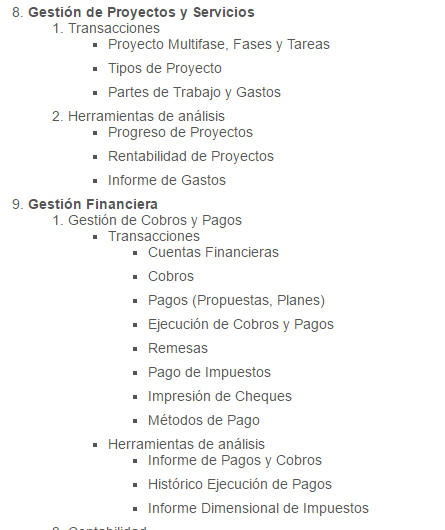 8. Gestión de Proyectos y Servicios
1. Transacciones
▪ Proyecto Multifase, Fases y Tareas
▪ Tipos de Proyecto
▪ Partes de Trabajo y Gastos
2. Herramientas de análisis
▪ Progreso de Proyectos
▪ Rentabilidad de Proyectos
▪ Informe de Gastos
9. Gestión Financiera
1. Gestión de Cobros y Pagos
▪ Transacciones
▪ Cuentas Financieras
▪ Cobros
▪ Pagos (Propuestas, Planes)
▪ Ejecución de Cobros y Pagos
▪ Remesas
▪ Pago de Impuestos
▪ Impresión de Cheques
▪ Métodos de Pago
▪ Herramientas de análisis
▪ Informe de Pagos y Cobros
▪ Histórico Ejecución de Pagos
▪ Informe Dimensional de Impuestos
2. Contabilidad